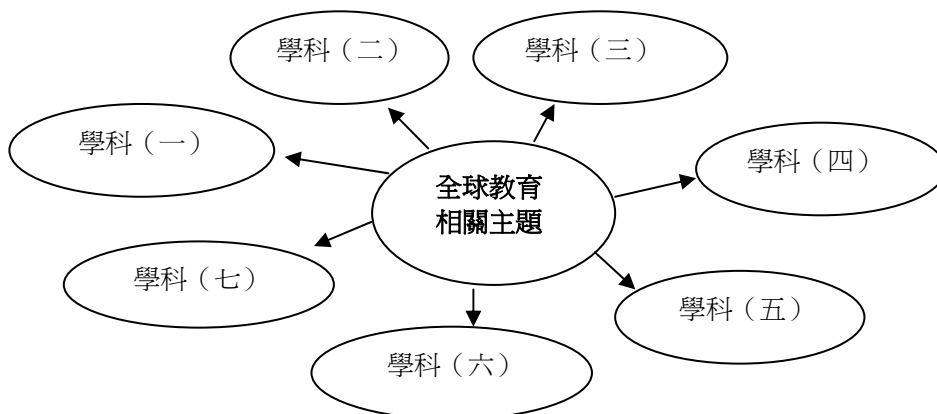 學科（二）
學科（三）
學科（一）
學科（四）
全球教育
相關主題
學科（七）
學科（五）
學科（六）